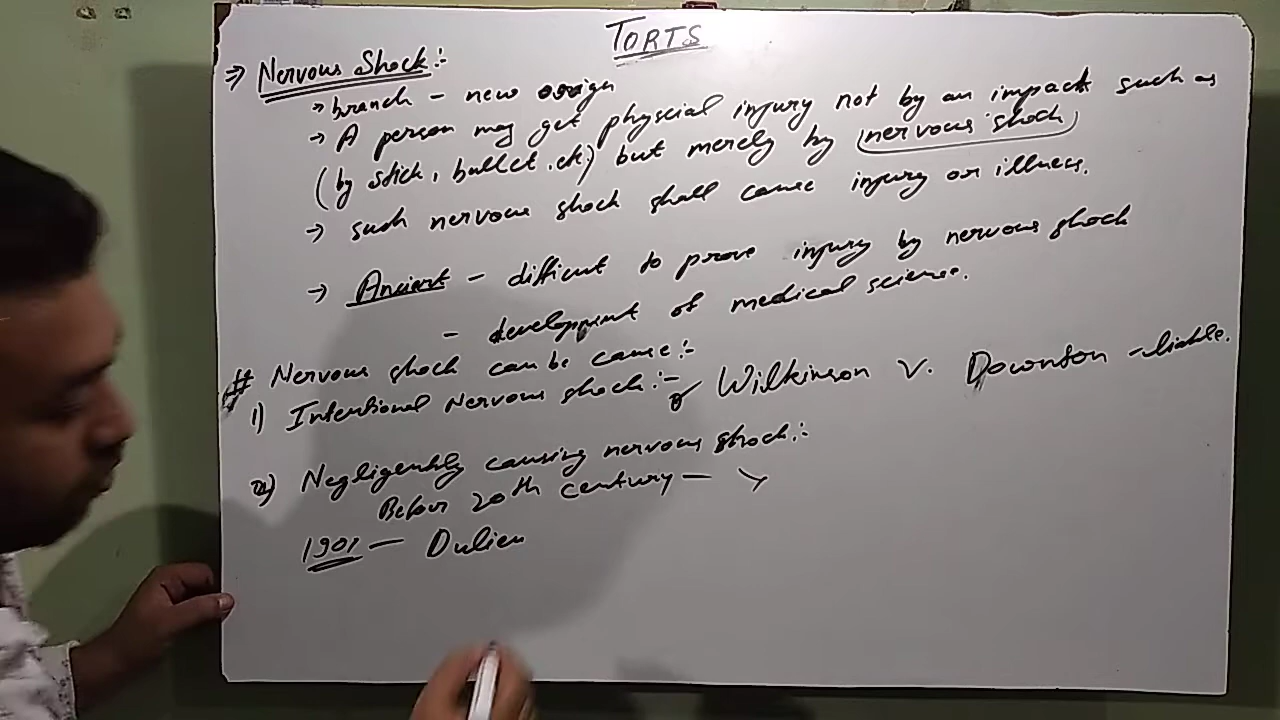 TORTS
⇒ Nervous Shock:-
→ branch - new origin
→ A person may get physcial injury not by an impact such as
(by stick, bullet, etc) but merely by nervous shock
→ such nervous shock shall cause injury or illness.
→ Ancient - difficut to prove injury by nervous shock
- development of medical science.
# Nervous shock can be cause:-
1) Intentional Nervous shock:- Wilkinson V. Downton - liable.
2) Negligently causing nervous shock:-
Before 20th century -
1901 - Dulieu